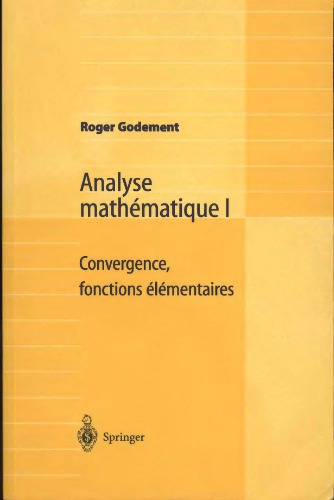 Roger Godement
Analyse
mathématique I
Convergence,
fonctions élémentaires
Springer